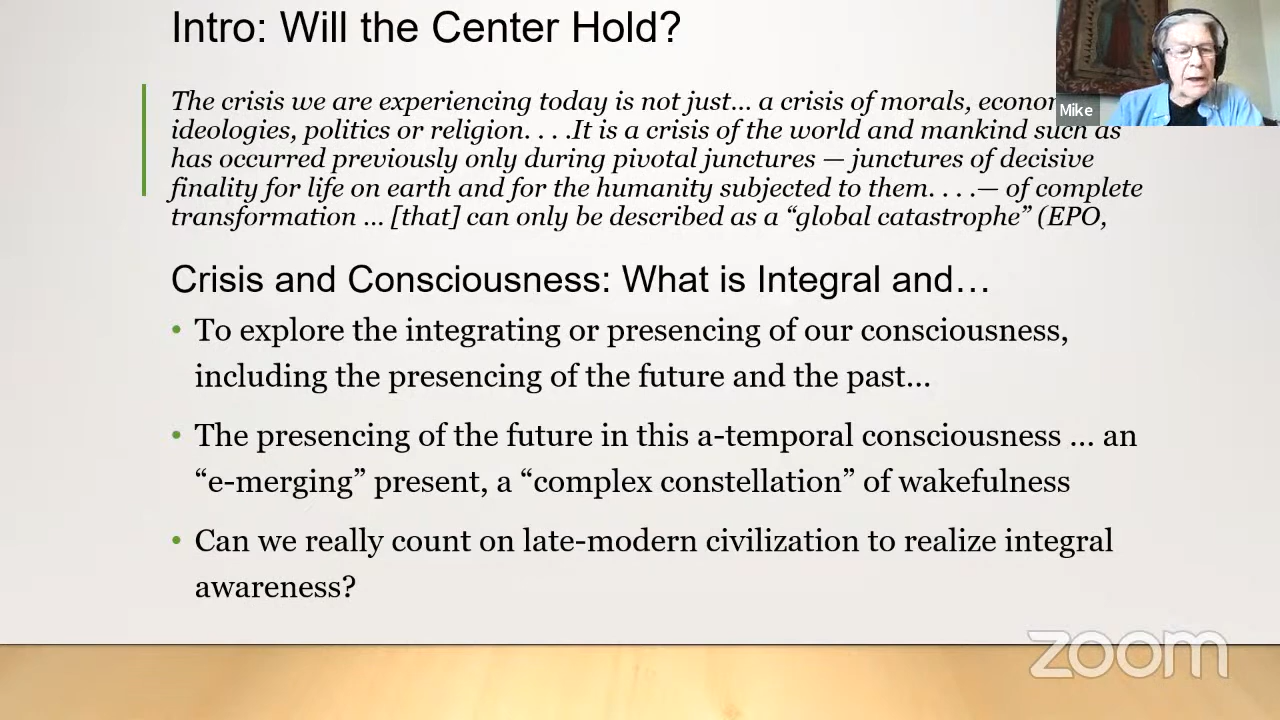 Intro: Will the Center Hold?
The crisis we are experiencing today is not just... a crisis of morals,
ideologies, politics or religion. . . .It is a crisis of the world and mankind such as
has occurred previously only during pivotal junctures — junctures of decisive
finality for life on earth and for the humanity subjected to them. . . .— of complete
transformation ... [that] can only be described as a “global catastrophe” (EPO,
Mike
Crisis and Consciousness: What is Integral and…
• To explore the integrating or presencing of our consciousness,
including the presencing of the future and the past…
• The presencing of the future in this a-temporal consciousness ... an
“e-merging” present, a “complex constellation” of wakefulness
• Can we really count on late-modern civilization to realize integral
awareness?
zoom